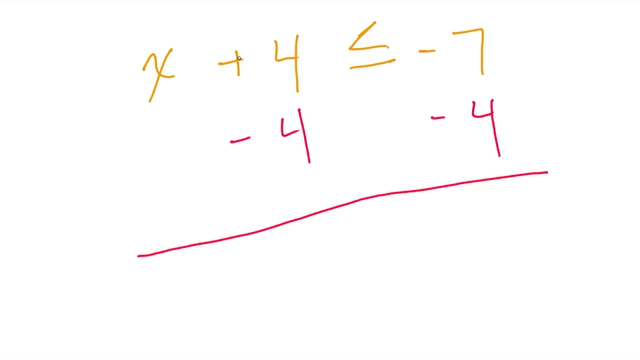 x + 4 ≤ - 7
- 4 - 4